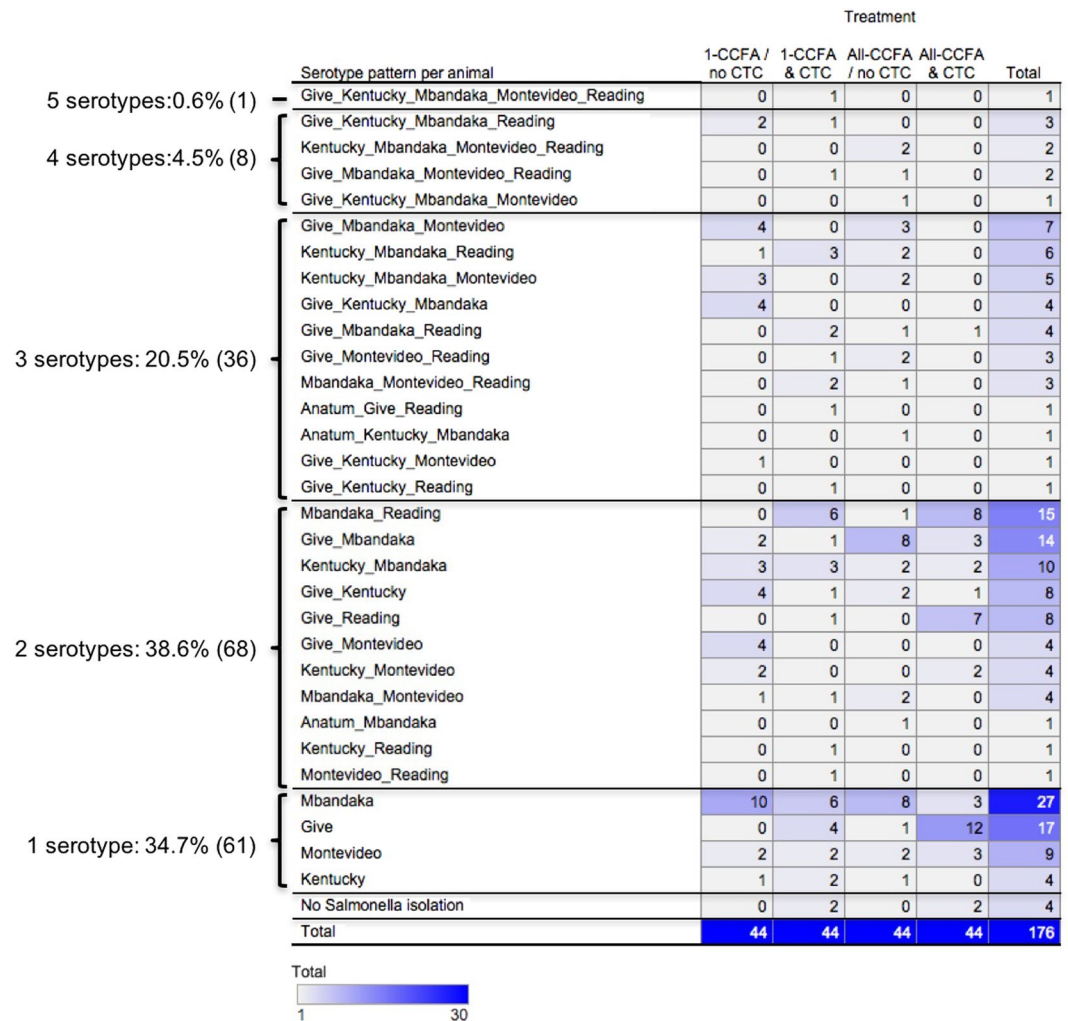 Treatment
1-CCFA / no CTC 1-CCFA & CTC All-CCFA / no CTC All-CCFA & CTC Total
Serotype pattern per animal
5 serotypes:0.6% (1)
Give_Kentucky_Mbandaka_Montevideo_Reading 0 1 0 0 1
4 serotypes:4.5% (8)
Give_Kentucky_Mbandaka_Reading 2 1 0 0 3
Kentucky_Mbandaka_Montevideo_Reading 0 0 2 0 2
Give_Mbandaka_Montevideo_Reading 0 1 1 0 2
Give_Kentucky_Mbandaka_Montevideo 0 0 1 0 1
3 serotypes: 20.5% (36)
Give_Mbandaka_Montevideo 4 0 3 0 7
Kentucky_Mbandaka_Reading 1 3 2 0 6
Kentucky_Mbandaka_Montevideo 3 0 2 0 5
Give_Kentucky_Mbandaka 4 0 0 0 4
Give_Mbandaka_Reading 0 2 1 1 4
Give_Montevideo_Reading 0 1 2 0 3
Mbandaka_Montevideo_Reading 0 2 1 0 3
Anatum_Give_Reading 0 1 0 0 1
Anatum_Kentucky_Mbandaka 0 0 1 0 1
Give_Kentucky_Montevideo 1 0 0 0 1
Give_Kentucky_Reading 0 1 0 0 1
2 serotypes: 38.6% (68)
Mbandaka_Reading 0 6 1 8 15
Give_Mbandaka 2 1 8 3 14
Kentucky_Mbandaka 3 3 2 2 10
Give_Kentucky 4 1 2 1 8
Give_Reading 0 1 0 7 8
Give_Montevideo 4 0 0 0 4
Kentucky_Montevideo 2 0 0 2 4
Mbandaka_Montevideo 1 1 2 0 4
Anatum_Mbandaka 0 0 1 0 1
Kentucky_Reading 0 1 0 0 1
Montevideo_Reading 0 1 0 0 1
1 serotype: 34.7% (61)
Mbandaka 10 6 8 3 27
Give 0 4 1 12 17
Montevideo 2 2 2 3 9
Kentucky 1 2 1 0 4
No Salmonella isolation 0 2 0 2 4
Total 44 44 44 44 176
Total
1 30